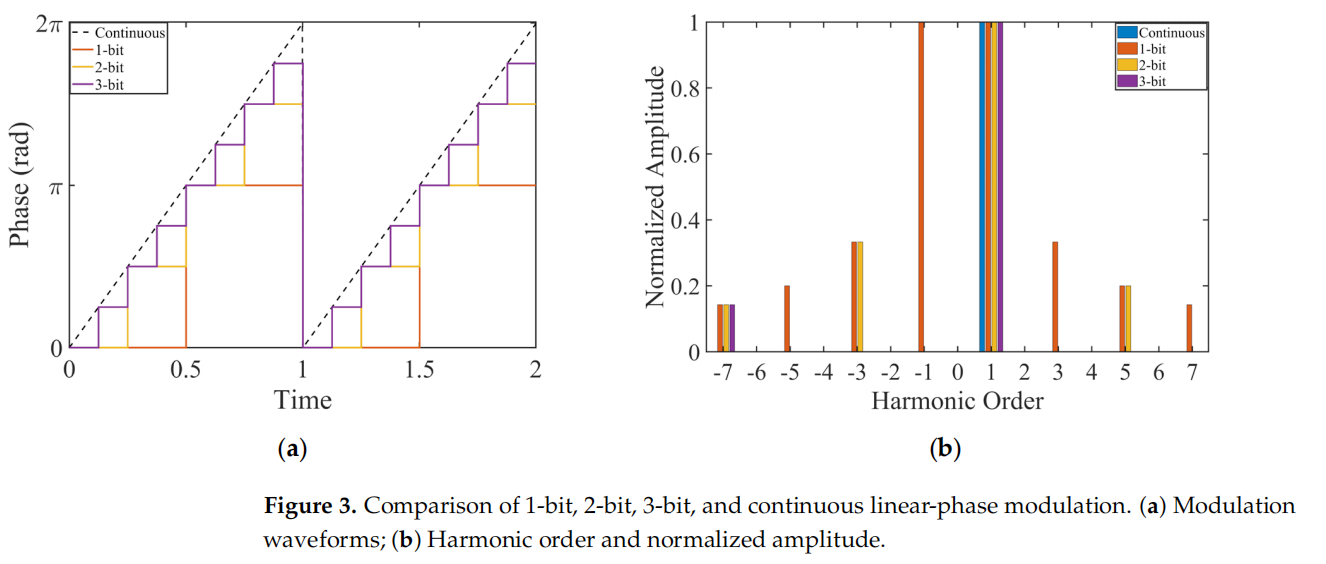 2π
π
0
Phase (rad)
Continuous
1-bit
2-bit
3-bit
0 0.5 1 1.5 2
Time
(a)
1
0.8
0.6
0.4
0.2
0
Normalized Amplitude
Continuous
1-bit
2-bit
3-bit
-7 -6 -5 -4 -3 -2 -1 0 1 2 3 4 5 6 7
Harmonic Order
(b)
Figure 3. Comparison of 1-bit, 2-bit, 3-bit, and continuous linear-phase modulation. (a) Modulation
waveforms; (b) Harmonic order and normalized amplitude.